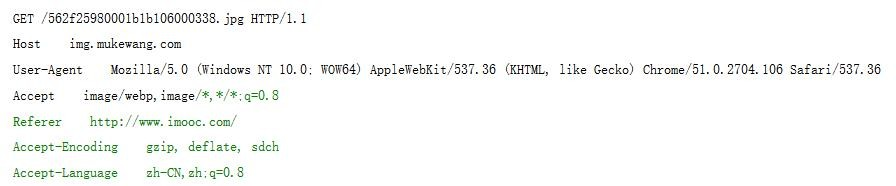 GET /562f25980001b1b106000338.jpg HTTP/1.1
Host    img.mukewang.com
User-Agent    Mozilla/5.0 (Windows NT 10.0; WOW64) AppleWebKit/537.36 (KHTML, like Gecko) Chrome/51.0.2704.106 Safari/537.36
Accept    image/webp,image/*,*/*;q=0.8
Referer    http://www.imooc.com/
Accept-Encoding    gzip, deflate, sdch
Accept-Language    zh-CN,zh;q=0.8